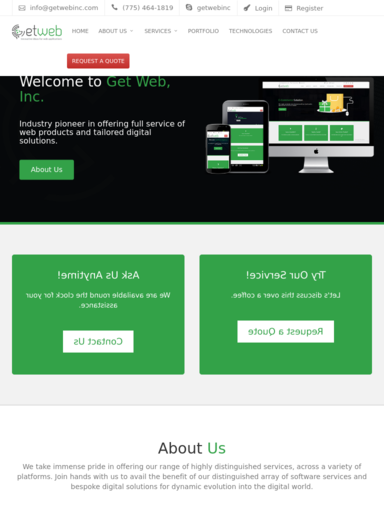 info@getwebinc.com (775) 464-1819 getwebinc Login Register
getweb
HOME ABOUT US SERVICES PORTFOLIO TECHNOLOGIES CONTACT US
REQUEST A QUOTE
Welcome to Get Web,
Inc.
Industry pioneer in offering full service of
web products and tailored digital
solutions.
About Us
Ask Us Anytime!
We are available round the clock for your
assistance.
Contact Us
Try Our Service!
Let's discuss this over a coffee.
Request a Quote
About Us
We take immense pride in offering our range of highly distinguished services, across a variety of
platforms. Join hands with us to avail the benefit of our distinguished array of software services and
bespoke digital solutions for dynamic evolution into the digital world.